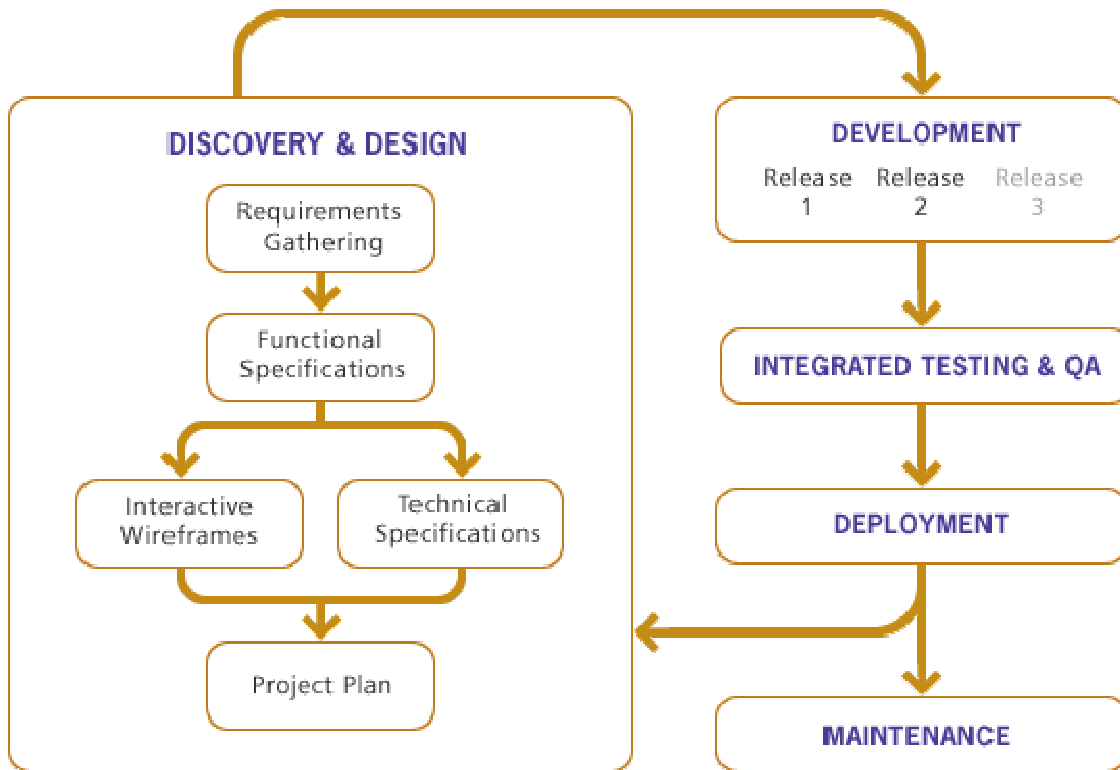 DISCOVERY & DESIGN
Requirements
Gathering
Functional
Specifications
Interactive
Wireframes
Technical
Specifications
Project Plan
DEVELOPMENT
Release Release Release
1 2 3
INTEGRATED TESTING & QA
DEPLOYMENT
MAINTENANCE